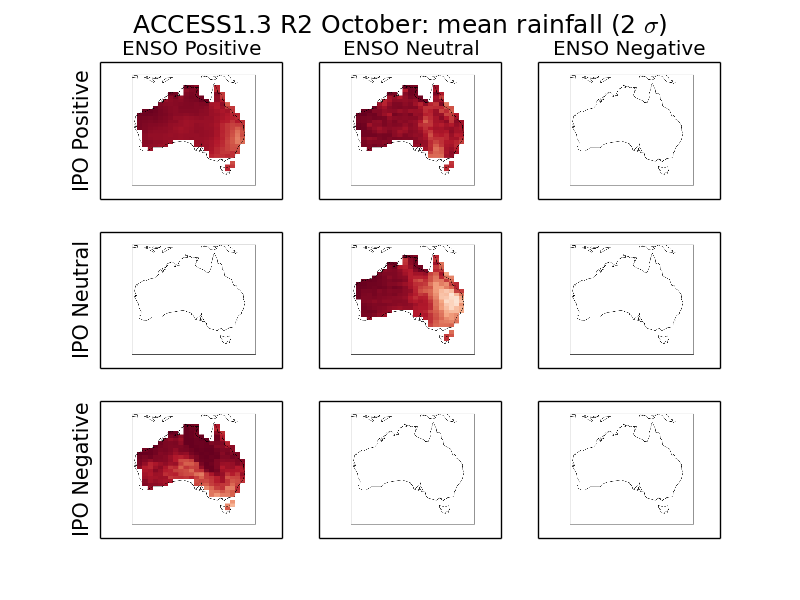 ACCESS1.3 R2 October: mean rainfall (2 σ)
ENSO Positive
ENSO Neutral
ENSO Negative
IPO Positive
IPO Neutral
IPO Negative